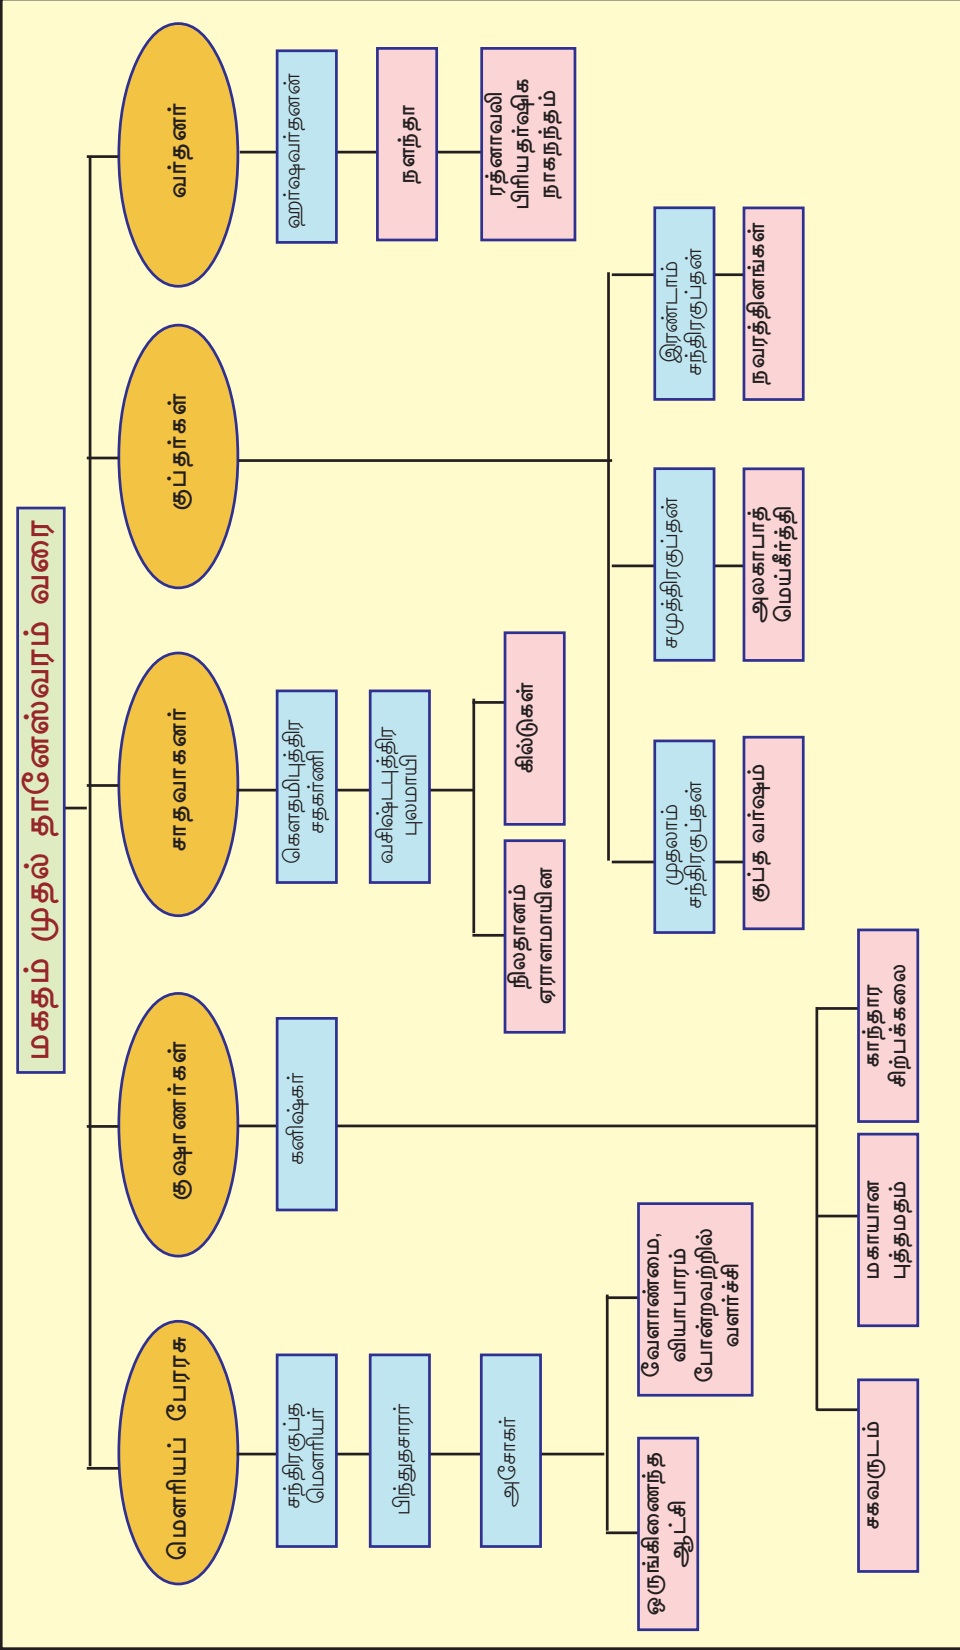 மகதம் முதல் தானேஸ்வரம் வரை
மௌரியப் பேரரசு
குஷாணர்கள்
சாதவாகனர்
குப்தர்கள்
வர்தனர்
சந்திரகுப்த
மௌரியர்
பிந்துதசாரர்
அசோகர்
ஒருங்கிணைந்த
ஆட்சி
வேளாண்மை,
வியாபாரம்
போன்றவற்றில்
வளர்ச்சி
கனிஷ்கர்
சகவருடம்
மகாயான
புத்தமதம்
காந்தார
சிற்பக்கலை
கௌதமிபுத்திர
சதகர்ணி
வசிஷ்டபுத்திர
புலமாயி
நிலதானம்
ஏராளமாயின
கில்டுகள்
முதலாம்
சந்திரகுப்தன்
குப்த வர்ஷம்
சமுத்திரகுப்தன்
அலகாபாத்
மெய்கீர்த்தி
இரண்டாம்
சந்திரகுப்தன்
நவரத்தினங்கள்
ஹர்ஷவர்தனன்
நளந்தா
ரத்னாவலி
பிரியதர்ஷிக
நாகநந்தம்